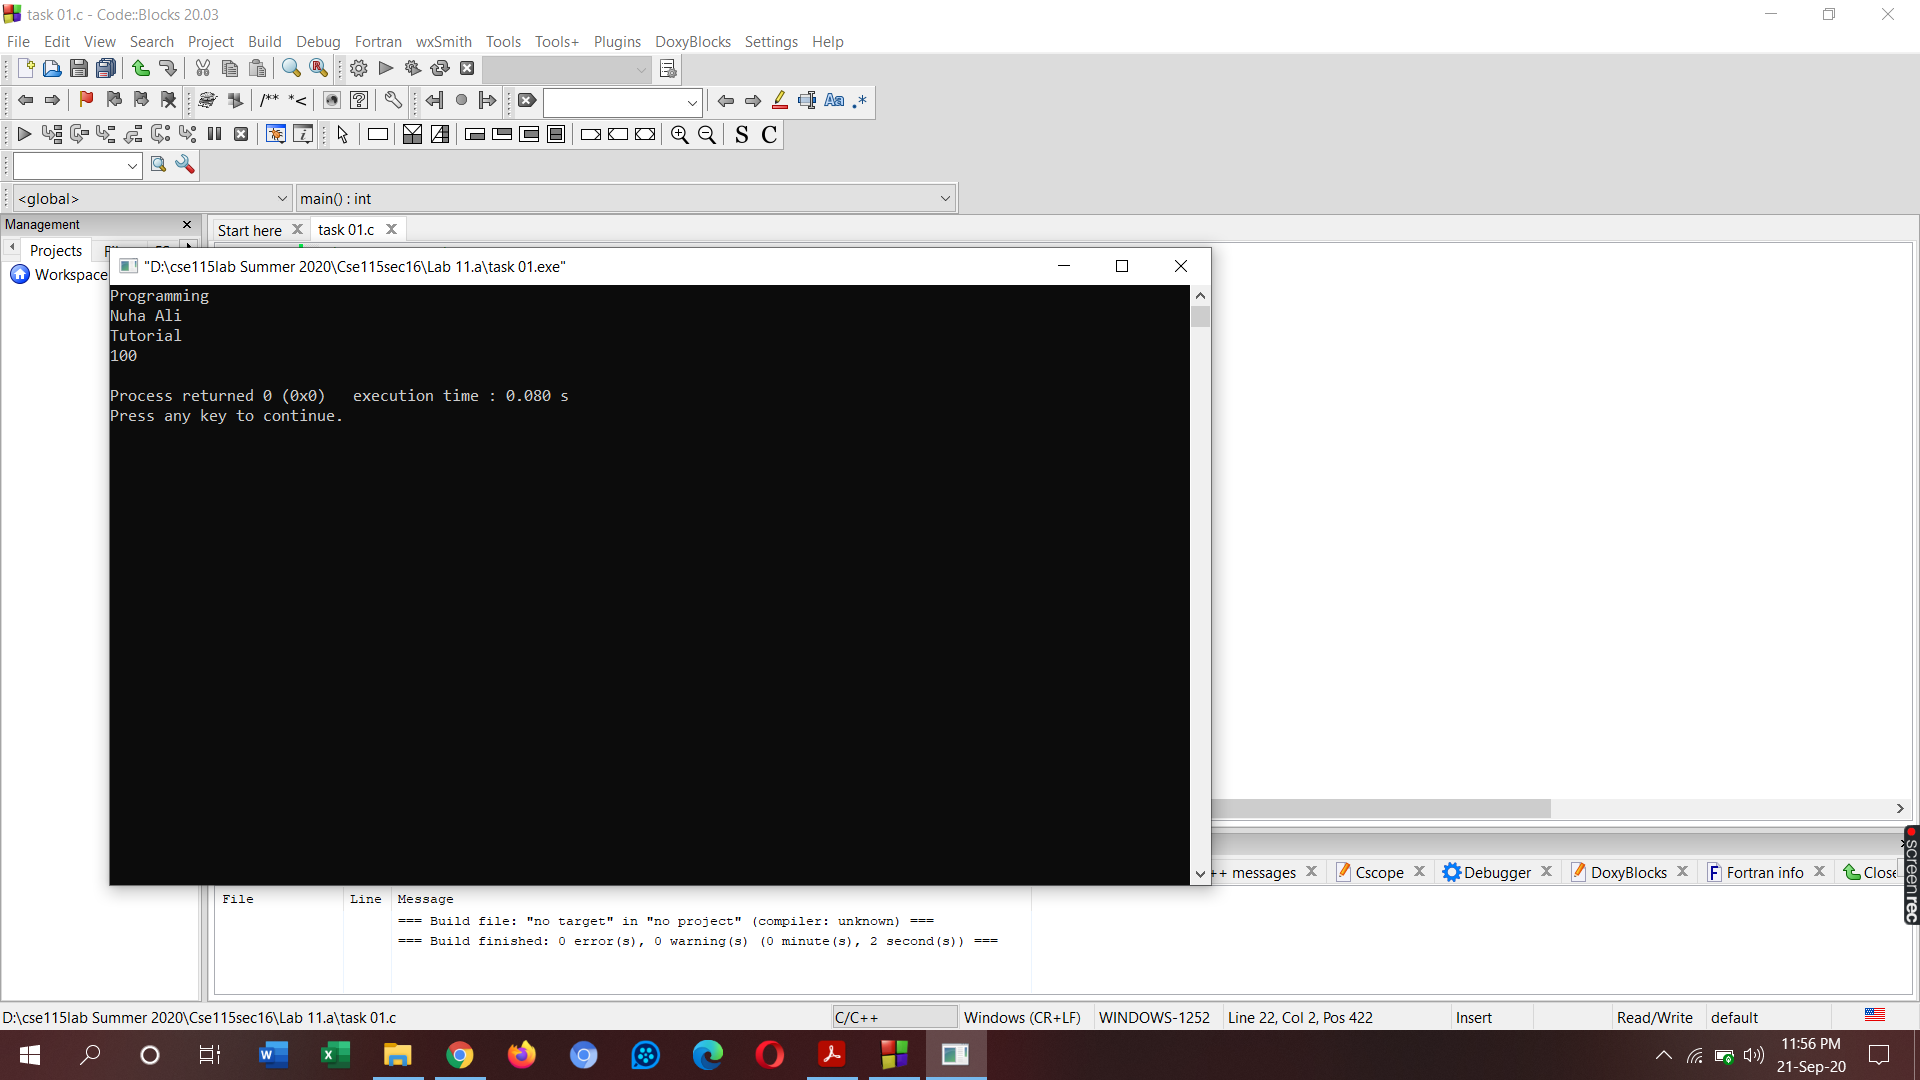 task 01.c - Code::Blocks 20.03
File Edit View Search Project Build Debug Fortran wxSmith Tools Tools+ Plugins DoxyBlocks Settings Help
/** *<
Aa .*
S C
<global> main() : int
Management
Start here task 01.c
Projects
Workspace
"D:\cse115lab Summer 2020\Cse115sec16\Lab 11.a\task 01.exe"
Programming
Nuha Ali
Tutorial
100
Process returned 0 (0x0)   execution time : 0.080 s
Press any key to continue.
++ messages Cscope Debugger DoxyBlocks Fortran info Close
File Line Message
=== Build file: "no target" in "no project" (compiler: unknown) ===
=== Build finished: 0 error(s), 0 warning(s) (0 minute(s), 2 second(s)) ===
screenrec
D:\cse115lab Summer 2020\Cse115sec16\Lab 11.a\task 01.c C/C++ Windows (CR+LF) WINDOWS-1252 Line 22, Col 2, Pos 422 Insert Read/Write default
11:56 PM
21-Sep-20